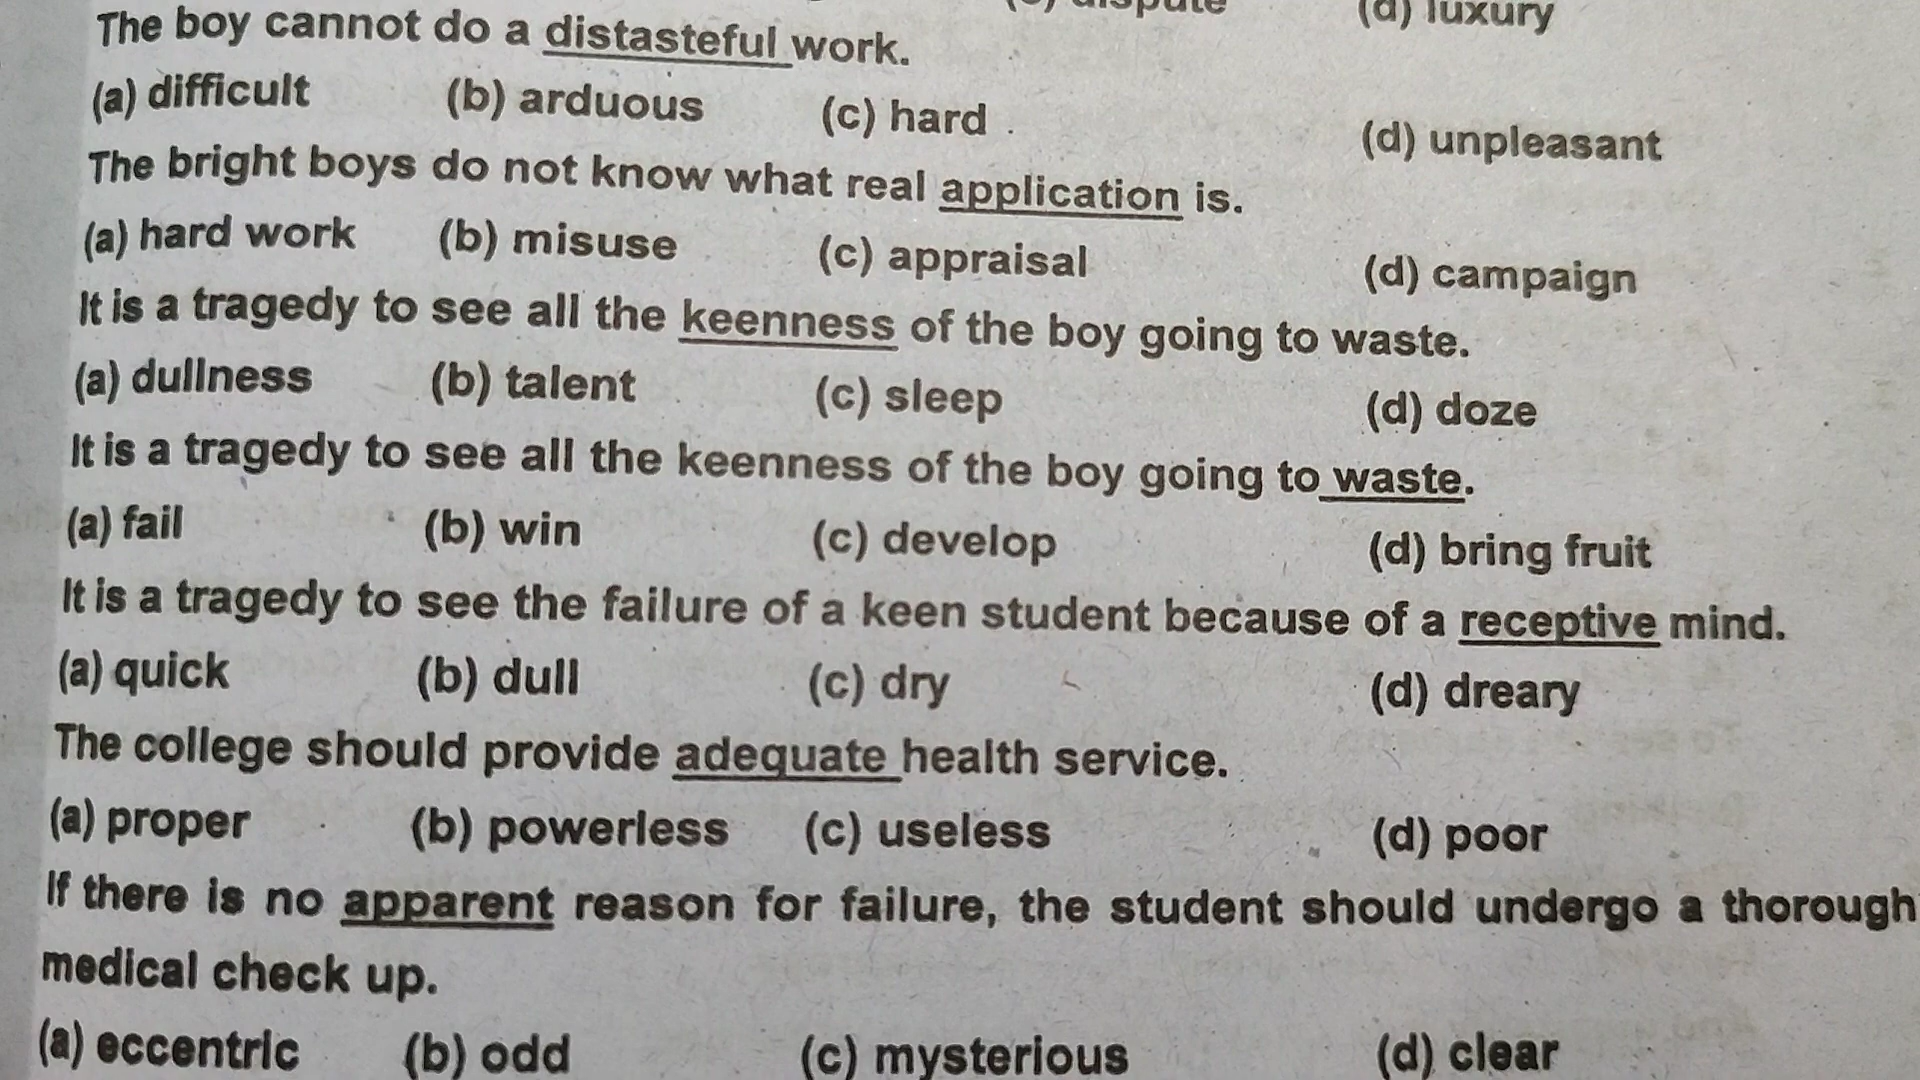 (d) luxury
The boy cannot do a distasteful work.
(a) difficult (b) arduous (c) hard (d) unpleasant
The bright boys do not know what real application is.
(a) hard work (b) misuse (c) appraisal (d) campaign
It is a tragedy to see all the keenness of the boy going to waste.
(a) dullness (b) talent (c) sleep (d) doze
It is a tragedy to see all the keenness of the boy going to waste.
(a) fail (b) win (c) develop (d) bring fruit
It is a tragedy to see the failure of a keen student because of a receptive mind.
(a) quick (b) dull (c) dry (d) dreary
The college should provide adequate health service.
(a) proper (b) powerless (c) useless (d) poor
If there is no apparent reason for failure, the student should undergo a thorough
medical check up.
(a) eccentric (b) odd (c) mysterious (d) clear